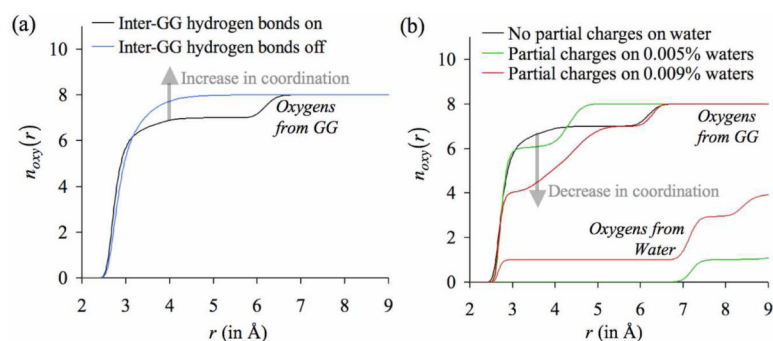 (a)
Inter-GG hydrogen bonds on
Inter-GG hydrogen bonds off
Increase in coordination
Oxygens
from GG
n_oxy(r)
8
6
4
2
0
2 3 4 5 6 7 8 9
r (in Å)
(b)
No partial charges on water
Partial charges on 0.005% waters
Partial charges on 0.009% waters
Oxygens
from GG
Decrease in coordination
Oxygens from
Water
n_oxy(r)
8
6
4
2
0
2 3 4 5 6 7 8 9
r (in Å)